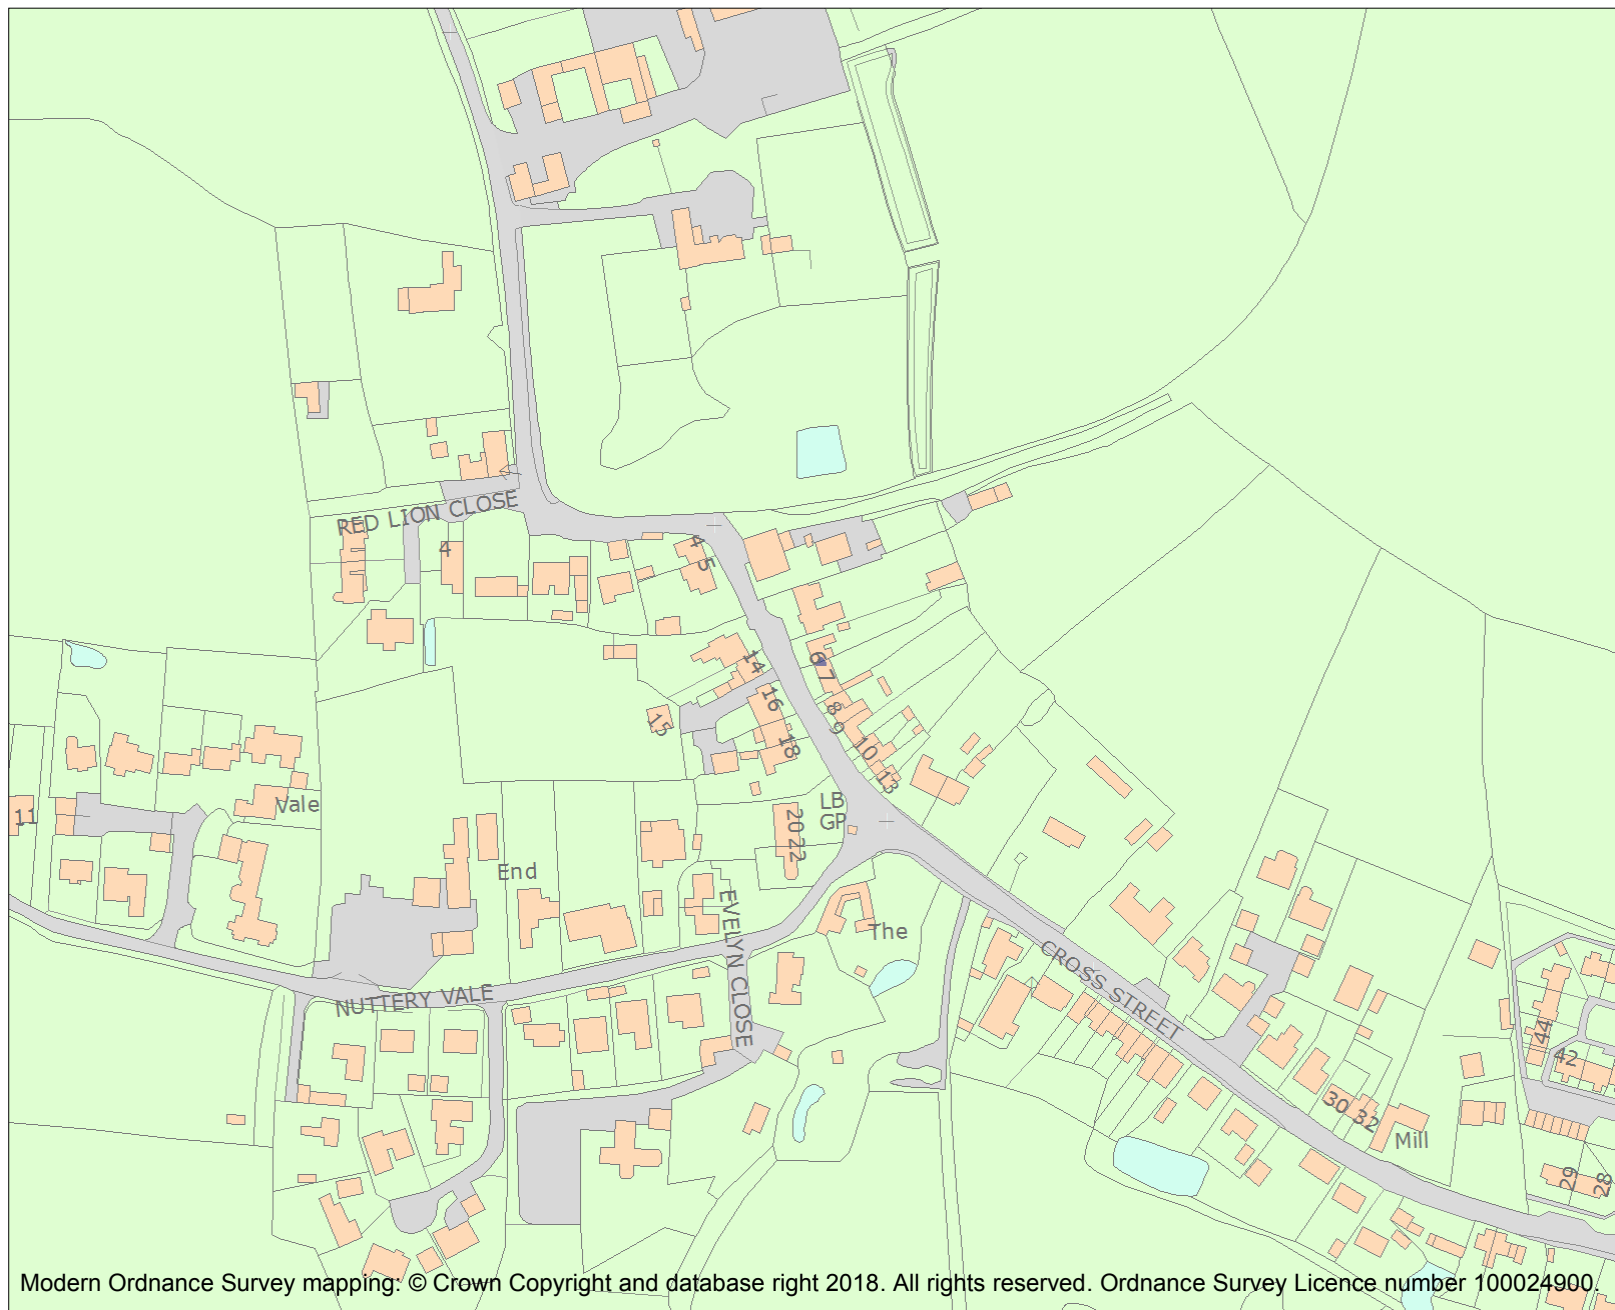 RED LION CLOSE
4
4
5
14
6
7
16
15
8
9
18
10
13
LB
GP
Vale
11
20
22
End
EVELYN CLOSE
The
CROSS STREET
NUTTERY VALE
44
42
30
32
Mill
29
28
Modern Ordnance Survey mapping: © Crown Copyright and database right 2018. All rights reserved. Ordnance Survey Licence number 100024900.